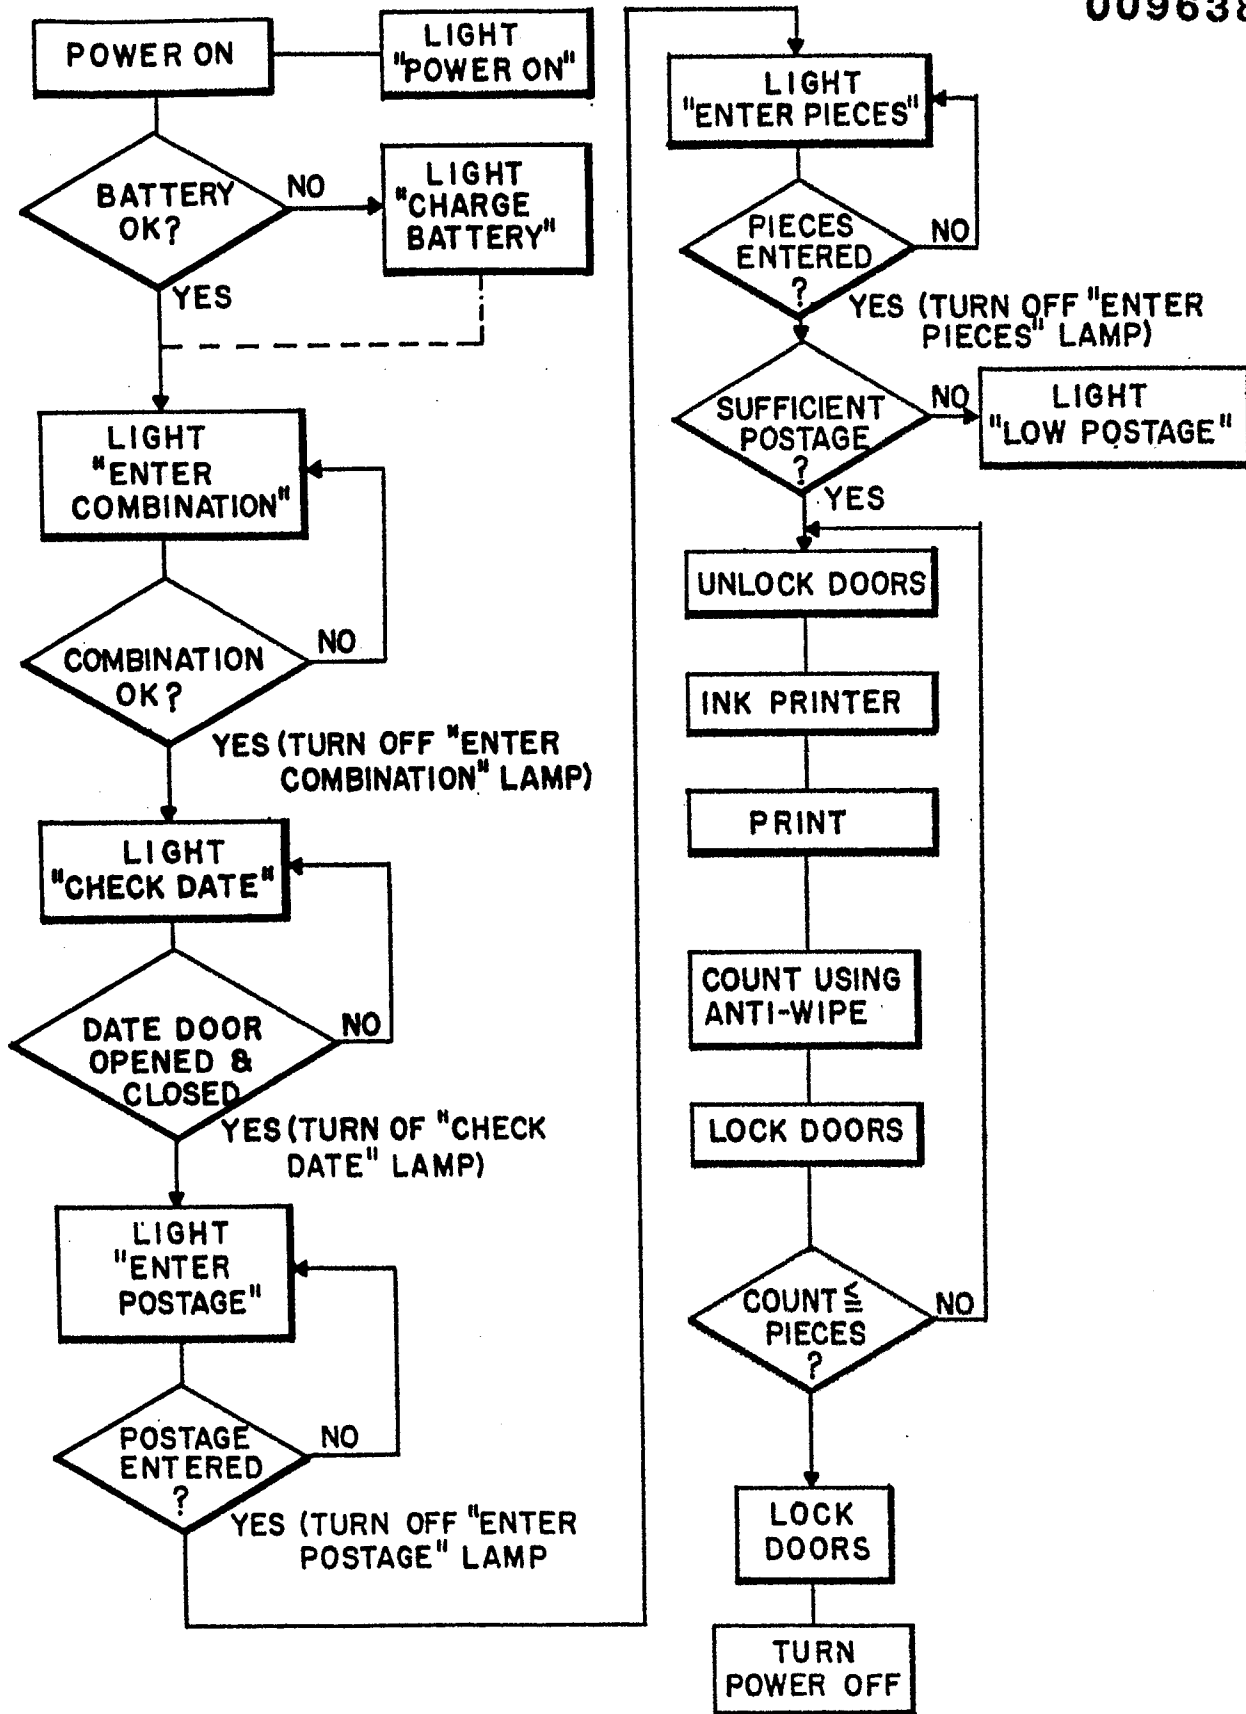 009638
POWER ON
LIGHT
"POWER ON"
BATTERY
OK?
NO
LIGHT
"CHARGE
BATTERY"
YES
LIGHT
"ENTER
COMBINATION"
COMBINATION
OK?
NO
YES (TURN OFF "ENTER
COMBINATION" LAMP)
LIGHT
"CHECK DATE"
DATE DOOR
OPENED &
CLOSED
NO
YES (TURN OF "CHECK
DATE" LAMP)
LIGHT
"ENTER
POSTAGE"
POSTAGE
ENTERED
?
NO
YES (TURN OFF "ENTER
POSTAGE" LAMP
LIGHT
"ENTER PIECES"
PIECES
ENTERED
?
NO
YES (TURN OFF "ENTER
PIECES" LAMP)
SUFFICIENT
POSTAGE
?
NO
LIGHT
"LOW POSTAGE"
YES
UNLOCK DOORS
INK PRINTER
PRINT
COUNT USING
ANTI-WIPE
LOCK DOORS
COUNT ≦
PIECES
?
NO
LOCK
DOORS
TURN
POWER OFF